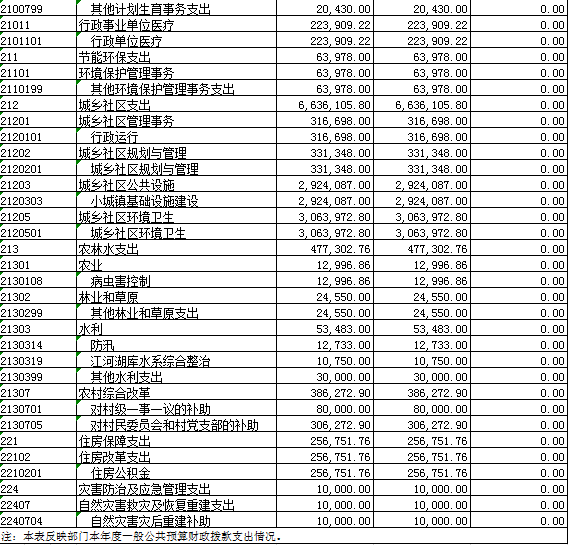 2100799 其他计划生育事务支出 20,430.00 20,430.00 0.00
21011 行政事业单位医疗 223,909.22 223,909.22 0.00
2101101 行政单位医疗 223,909.22 223,909.22 0.00
211 节能环保支出 63,978.00 63,978.00 0.00
21101 环境保护管理事务 63,978.00 63,978.00 0.00
2110199 其他环境保护管理事务支出 63,978.00 63,978.00 0.00
212 城乡社区支出 6,636,105.80 6,636,105.80 0.00
21201 城乡社区管理事务 316,698.00 316,698.00 0.00
2120101 行政运行 316,698.00 316,698.00 0.00
21202 城乡社区规划与管理 331,348.00 331,348.00 0.00
2120201 城乡社区规划与管理 331,348.00 331,348.00 0.00
21203 城乡社区公共设施 2,924,087.00 2,924,087.00 0.00
2120303 小城镇基础设施建设 2,924,087.00 2,924,087.00 0.00
21205 城乡社区环境卫生 3,063,972.80 3,063,972.80 0.00
2120501 城乡社区环境卫生 3,063,972.80 3,063,972.80 0.00
213 农林水支出 477,302.76 477,302.76 0.00
21301 农业 12,996.86 12,996.86 0.00
2130108 病虫害控制 12,996.86 12,996.86 0.00
21302 林业和草原 24,550.00 24,550.00 0.00
2130299 其他林业和草原支出 24,550.00 24,550.00 0.00
21303 水利 53,483.00 53,483.00 0.00
2130314 防汛 12,733.00 12,733.00 0.00
2130319 江河湖库水系综合整治 10,750.00 10,750.00 0.00
2130399 其他水利支出 30,000.00 30,000.00 0.00
21307 农村综合改革 386,272.90 386,272.90 0.00
2130701 对村级一事一议的补助 80,000.00 80,000.00 0.00
2130705 对村民委员会和村党支部的补助 306,272.90 306,272.90 0.00
221 住房保障支出 256,751.76 256,751.76 0.00
22102 住房改革支出 256,751.76 256,751.76 0.00
2210201 住房公积金 256,751.76 256,751.76 0.00
224 灾害防治及应急管理支出 10,000.00 10,000.00 0.00
22407 自然灾害救灾及恢复重建支出 10,000.00 10,000.00 0.00
2240704 自然灾害灾后重建补助 10,000.00 10,000.00 0.00
注：本表反映部门本年度一般公共预算财政拨款支出情况。